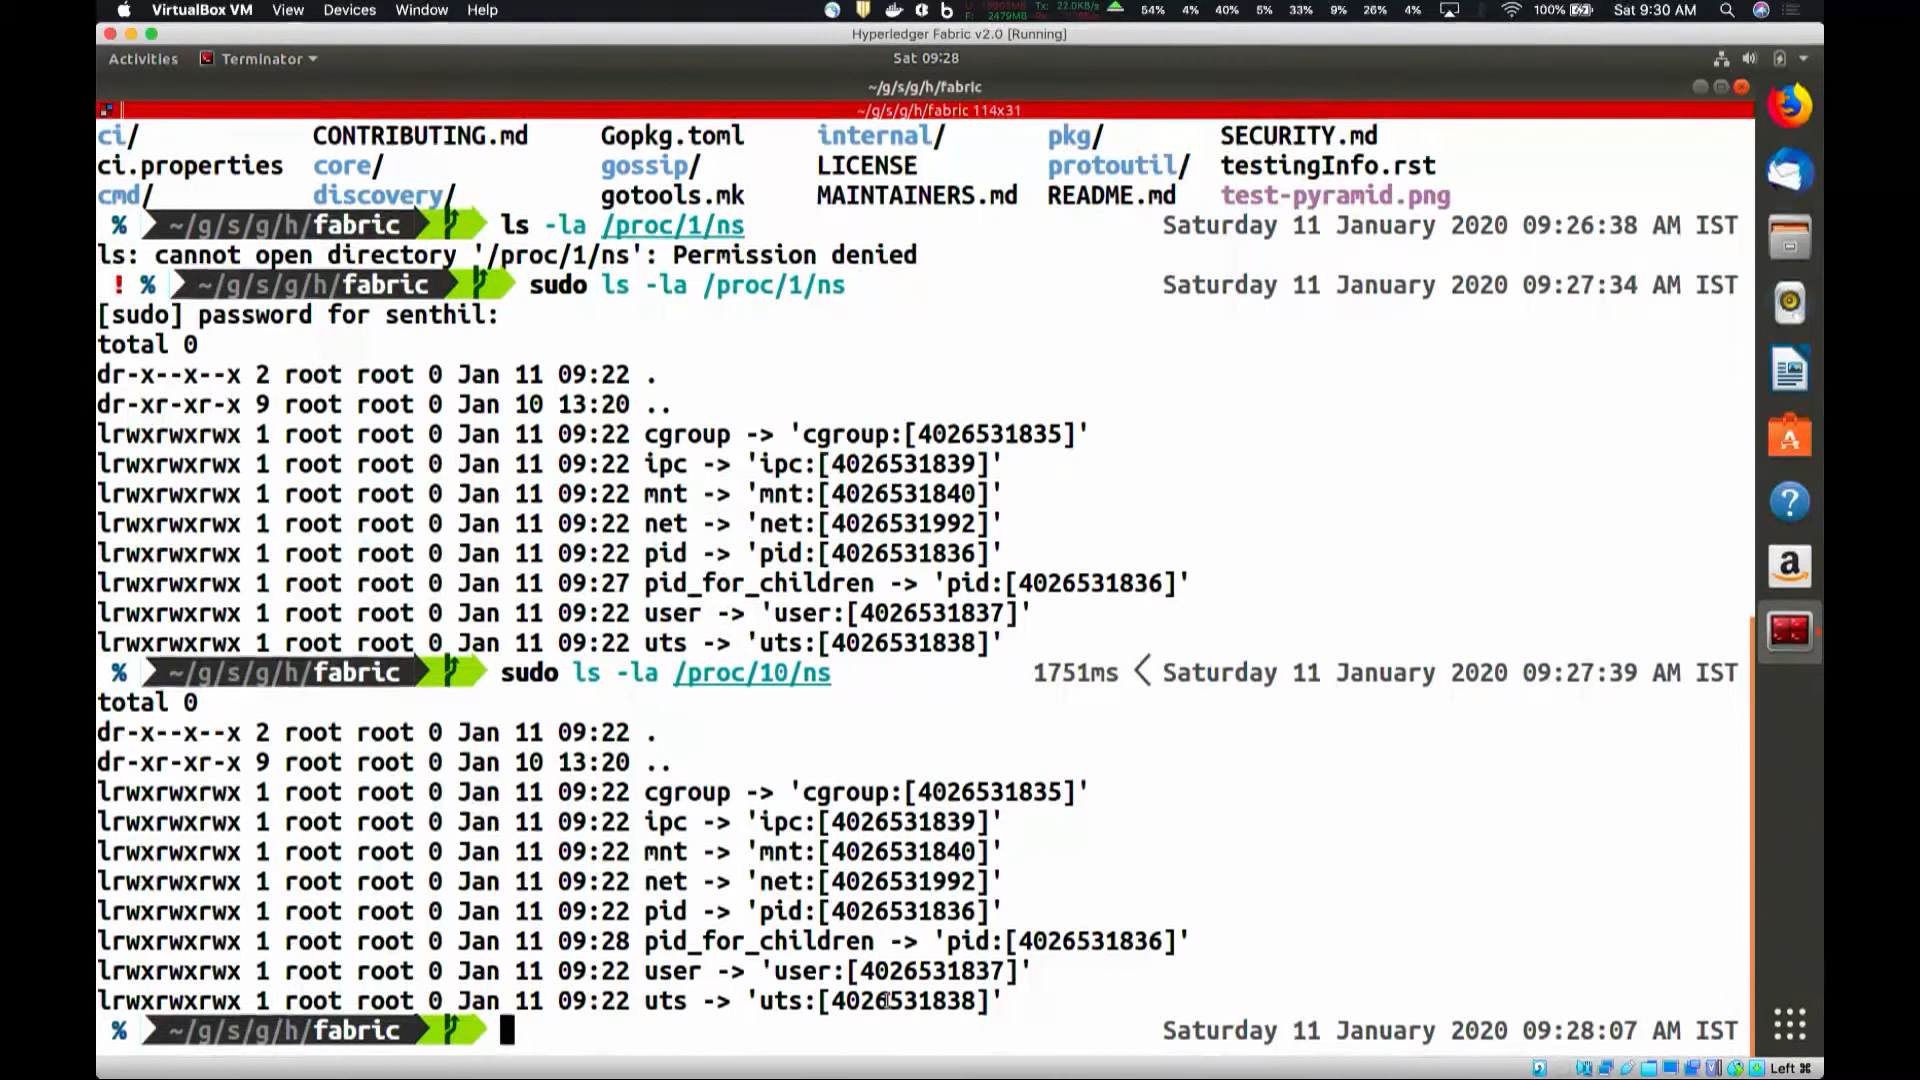 VirtualBox VM View Devices Window Help 54% 4% 40% 5% 33% 9% 26% 4% 100% Sat 9:30 AM
Hyperledger Fabric v2.0 [Running]
Activities Terminator Sat 09:28
~/g/s/g/h/fabric
~/g/s/g/h/fabric 114x31
ci/ CONTRIBUTING.md Gopkg.toml internal/ pkg/ SECURITY.md
ci.properties core/ gossip/ LICENSE protoutil/ testingInfo.rst
cmd/ discovery/ gotools.mk MAINTAINERS.md README.md test-pyramid.png
% ~/g/s/g/h/fabric ls -la /proc/1/ns Saturday 11 January 2020 09:26:38 AM IST
ls: cannot open directory '/proc/1/ns': Permission denied
! % ~/g/s/g/h/fabric sudo ls -la /proc/1/ns Saturday 11 January 2020 09:27:34 AM IST
[sudo] password for senthil:
total 0
dr-x--x--x 2 root root 0 Jan 11 09:22 .
dr-xr-xr-x 9 root root 0 Jan 10 13:20 ..
lrwxrwxrwx 1 root root 0 Jan 11 09:22 cgroup -> 'cgroup:[4026531835]'
lrwxrwxrwx 1 root root 0 Jan 11 09:22 ipc -> 'ipc:[4026531839]'
lrwxrwxrwx 1 root root 0 Jan 11 09:22 mnt -> 'mnt:[4026531840]'
lrwxrwxrwx 1 root root 0 Jan 11 09:22 net -> 'net:[4026531992]'
lrwxrwxrwx 1 root root 0 Jan 11 09:22 pid -> 'pid:[4026531836]'
lrwxrwxrwx 1 root root 0 Jan 11 09:27 pid_for_children -> 'pid:[4026531836]'
lrwxrwxrwx 1 root root 0 Jan 11 09:22 user -> 'user:[4026531837]'
lrwxrwxrwx 1 root root 0 Jan 11 09:22 uts -> 'uts:[4026531838]'
% ~/g/s/g/h/fabric sudo ls -la /proc/10/ns 1751ms Saturday 11 January 2020 09:27:39 AM IST
total 0
dr-x--x--x 2 root root 0 Jan 11 09:22 .
dr-xr-xr-x 9 root root 0 Jan 10 13:20 ..
lrwxrwxrwx 1 root root 0 Jan 11 09:22 cgroup -> 'cgroup:[4026531835]'
lrwxrwxrwx 1 root root 0 Jan 11 09:22 ipc -> 'ipc:[4026531839]'
lrwxrwxrwx 1 root root 0 Jan 11 09:22 mnt -> 'mnt:[4026531840]'
lrwxrwxrwx 1 root root 0 Jan 11 09:22 net -> 'net:[4026531992]'
lrwxrwxrwx 1 root root 0 Jan 11 09:22 pid -> 'pid:[4026531836]'
lrwxrwxrwx 1 root root 0 Jan 11 09:28 pid_for_children -> 'pid:[4026531836]'
lrwxrwxrwx 1 root root 0 Jan 11 09:22 user -> 'user:[4026531837]'
lrwxrwxrwx 1 root root 0 Jan 11 09:22 uts -> 'uts:[4026531838]'
% ~/g/s/g/h/fabric Saturday 11 January 2020 09:28:07 AM IST
Left ⌘